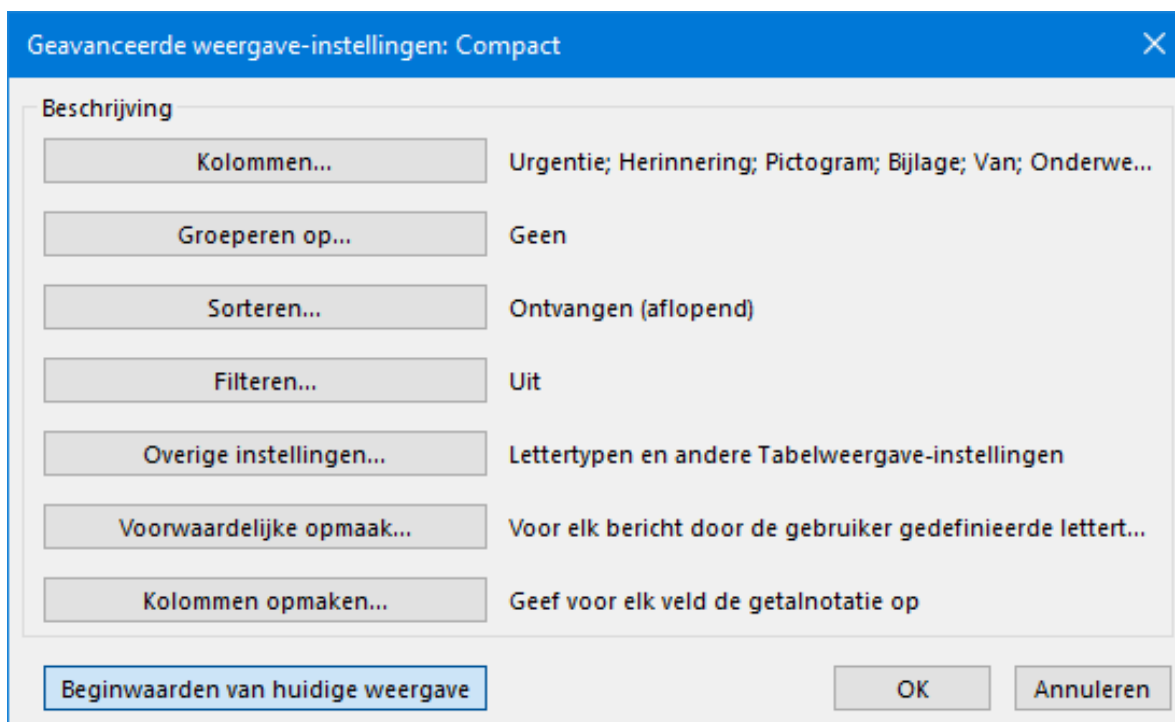 Geavanceerde weergave-instellingen: Compact
Beschrijving
Kolommen... Urgentie; Herinnering; Pictogram; Bijlage; Van; Onderwe...
Groeperen op... Geen
Sorteren... Ontvangen (aflopend)
Filteren... Uit
Overige instellingen... Lettertypen en andere Tabelweergave-instellingen
Voorwaardelijke opmaak... Voor elk bericht door de gebruiker gedefinieerde lettert...
Kolommen opmaken... Geef voor elk veld de getalnotatie op
Beginwaarden van huidige weergave OK Annuleren